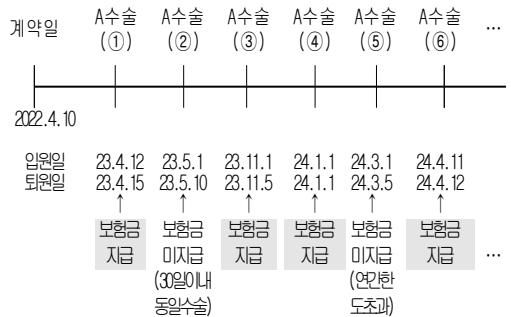 계약일 A수술 A수술 A수술 A수술 A수술 A수술 …
(①) (②) (③) (④) (⑤) (⑥)
2022.4.10
입원일 23.4.12 23.5.1 23.11.1 24.1.1 24.3.1 24.4.11
퇴원일 23.4.15 23.5.10 23.11.5 24.1.1 24.3.5 24.4.12
↑ ↑ ↑ ↑ ↑ ↑
보험금 보험금 보험금 보험금 보험금 보험금
지급 미지급 지급 지급 미지급 지급 …
(30일이내 (연간한
동일수술) 도초과)